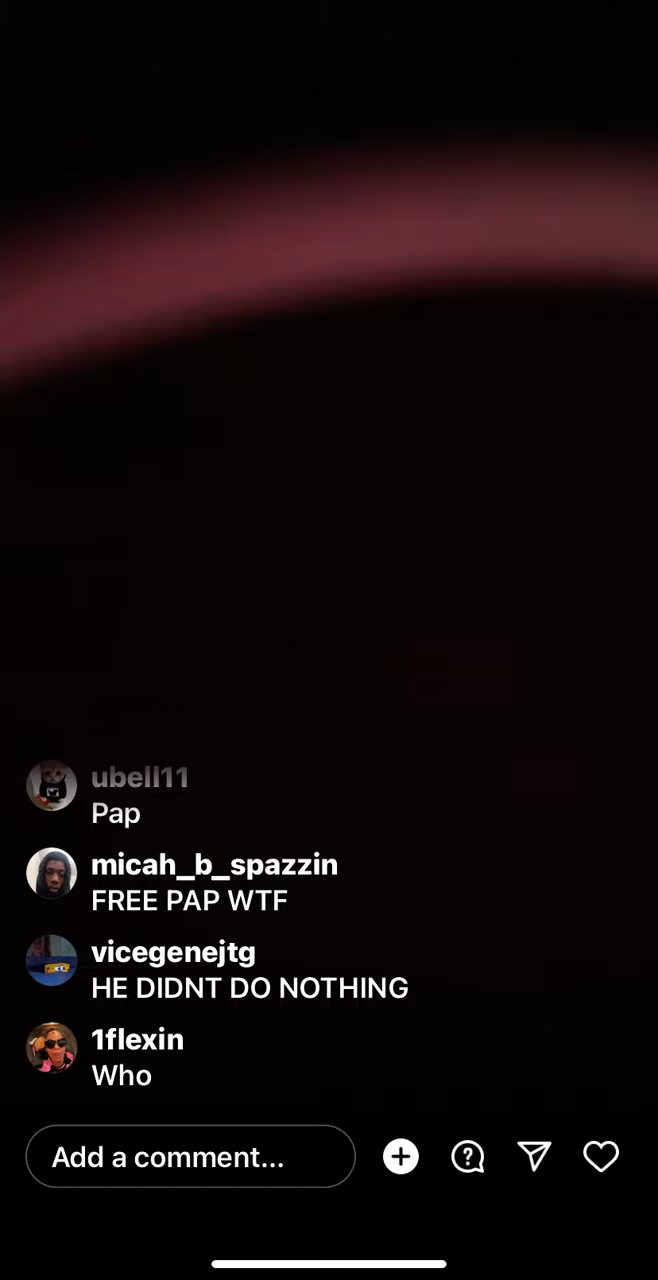 ubell11
Pap
micah_b_spazzin
FREE PAP WTF
vicegenejtg
HE DIDNT DO NOTHING
1flexin
Who
Add a comment...